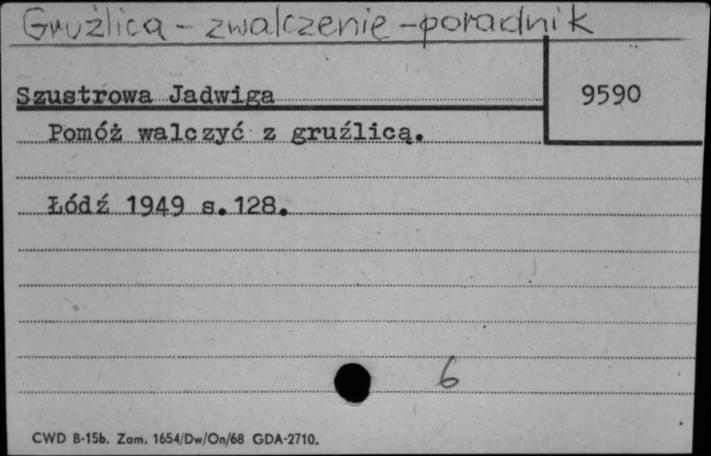 Gruźlica - zwalczenie - poradnik
Szustrowa Jadwiga
9590
Pomóż walczyć z gruźlicą.
Łódź 1949 s.128.
6
CWD B-15b. Zam. 1654/Dw/On/68 GDA-2710.